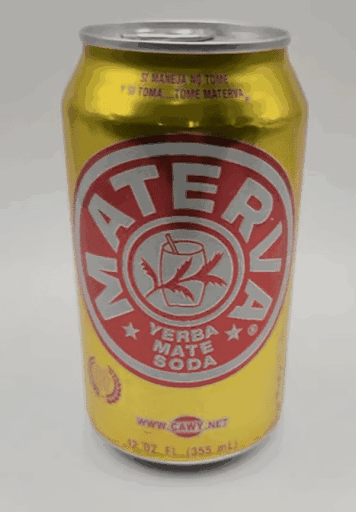 SI MANEJA NO TOME
Y SI TOMA...TOME MATERVA
MATERVA
®
YERBA
MATE
SODA
WWW.CAWY.NET
12 OZ FL (355 mL)